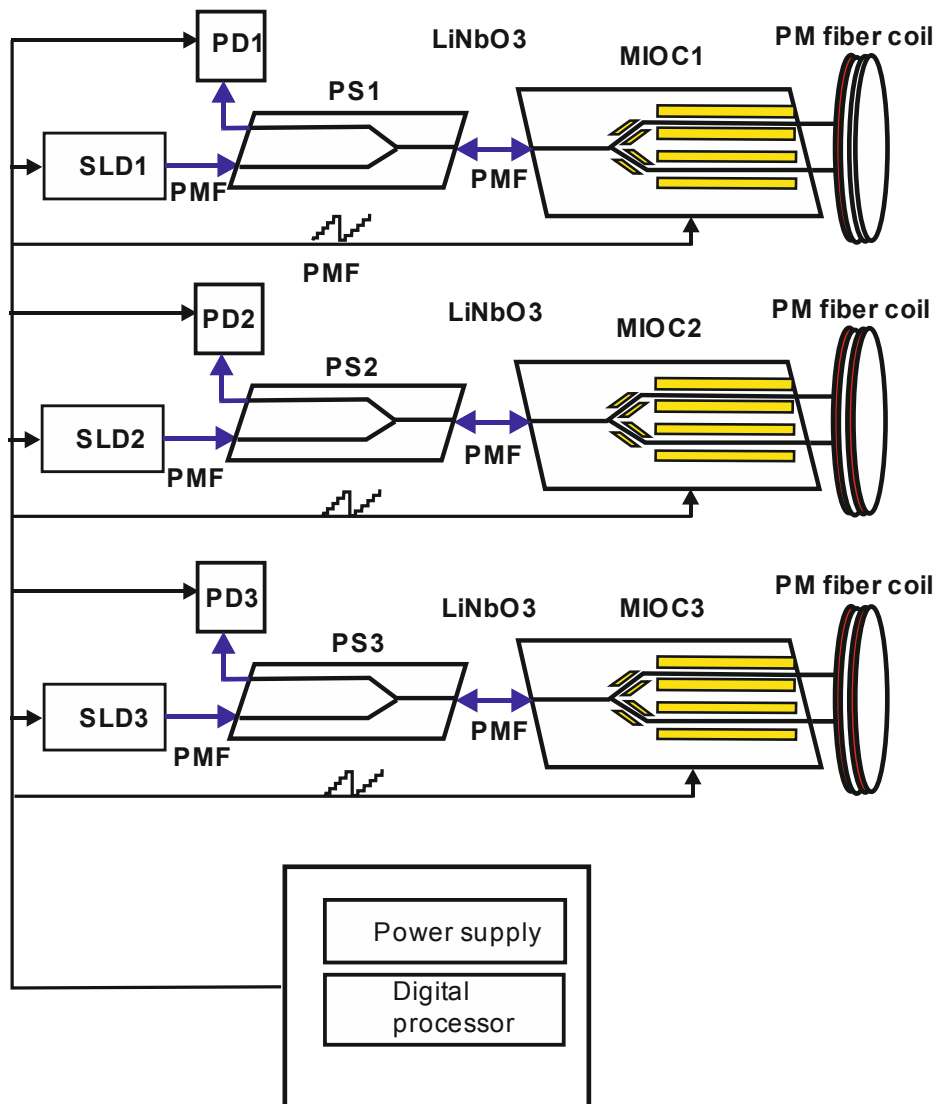 PM fiber coil
LiNbO3
PD1
MIOC1
PS1
SLD1
PMF
PMF
PMF
PM fiber coil
LiNbO3
PD2
MIOC2
PS2
SLD2
PMF
PMF
PM fiber coil
LiNbO3
PD3
MIOC3
PS3
SLD3
PMF
PMF
Power supply
Digital
processor